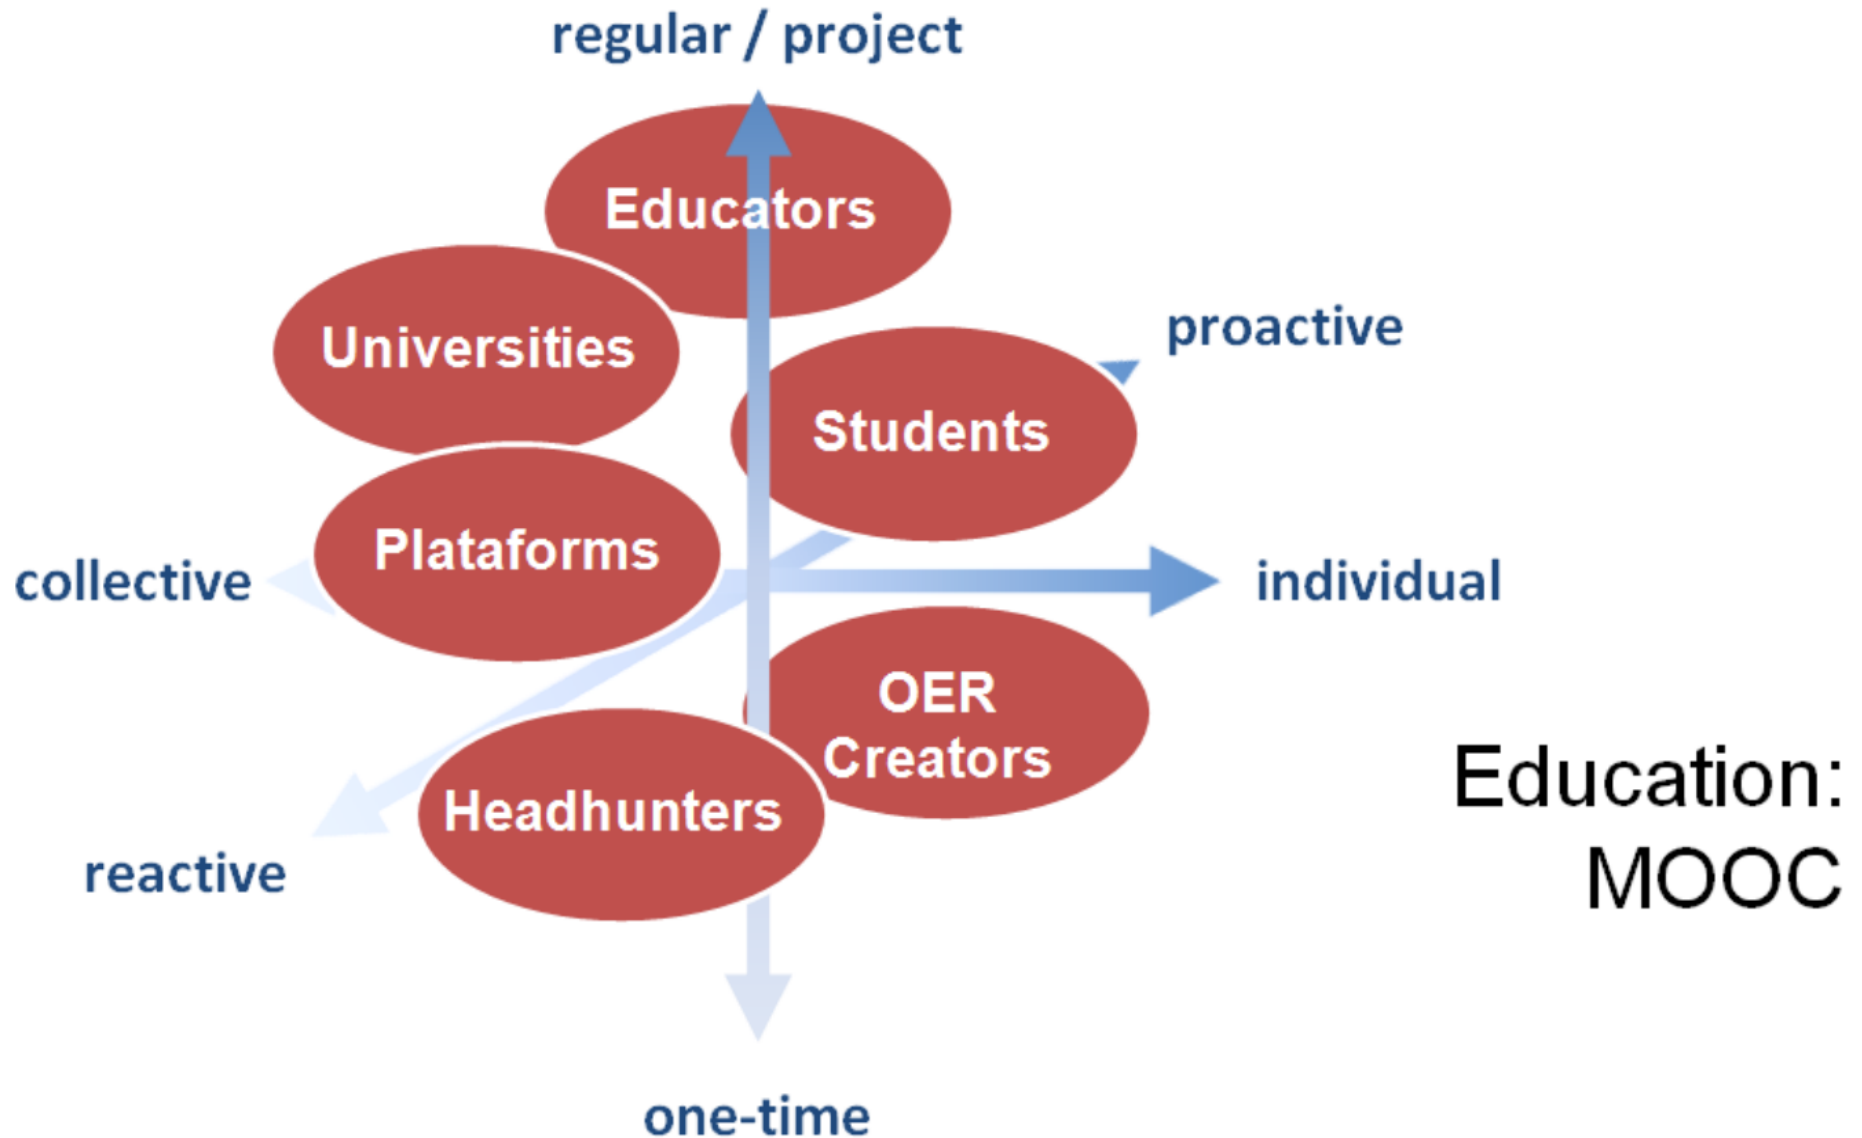 regular / project
Educators
Universities
proactive
Students
Plataforms
collective
individual
OER
Creators
Headhunters
reactive
Education:
MOOC
one-time